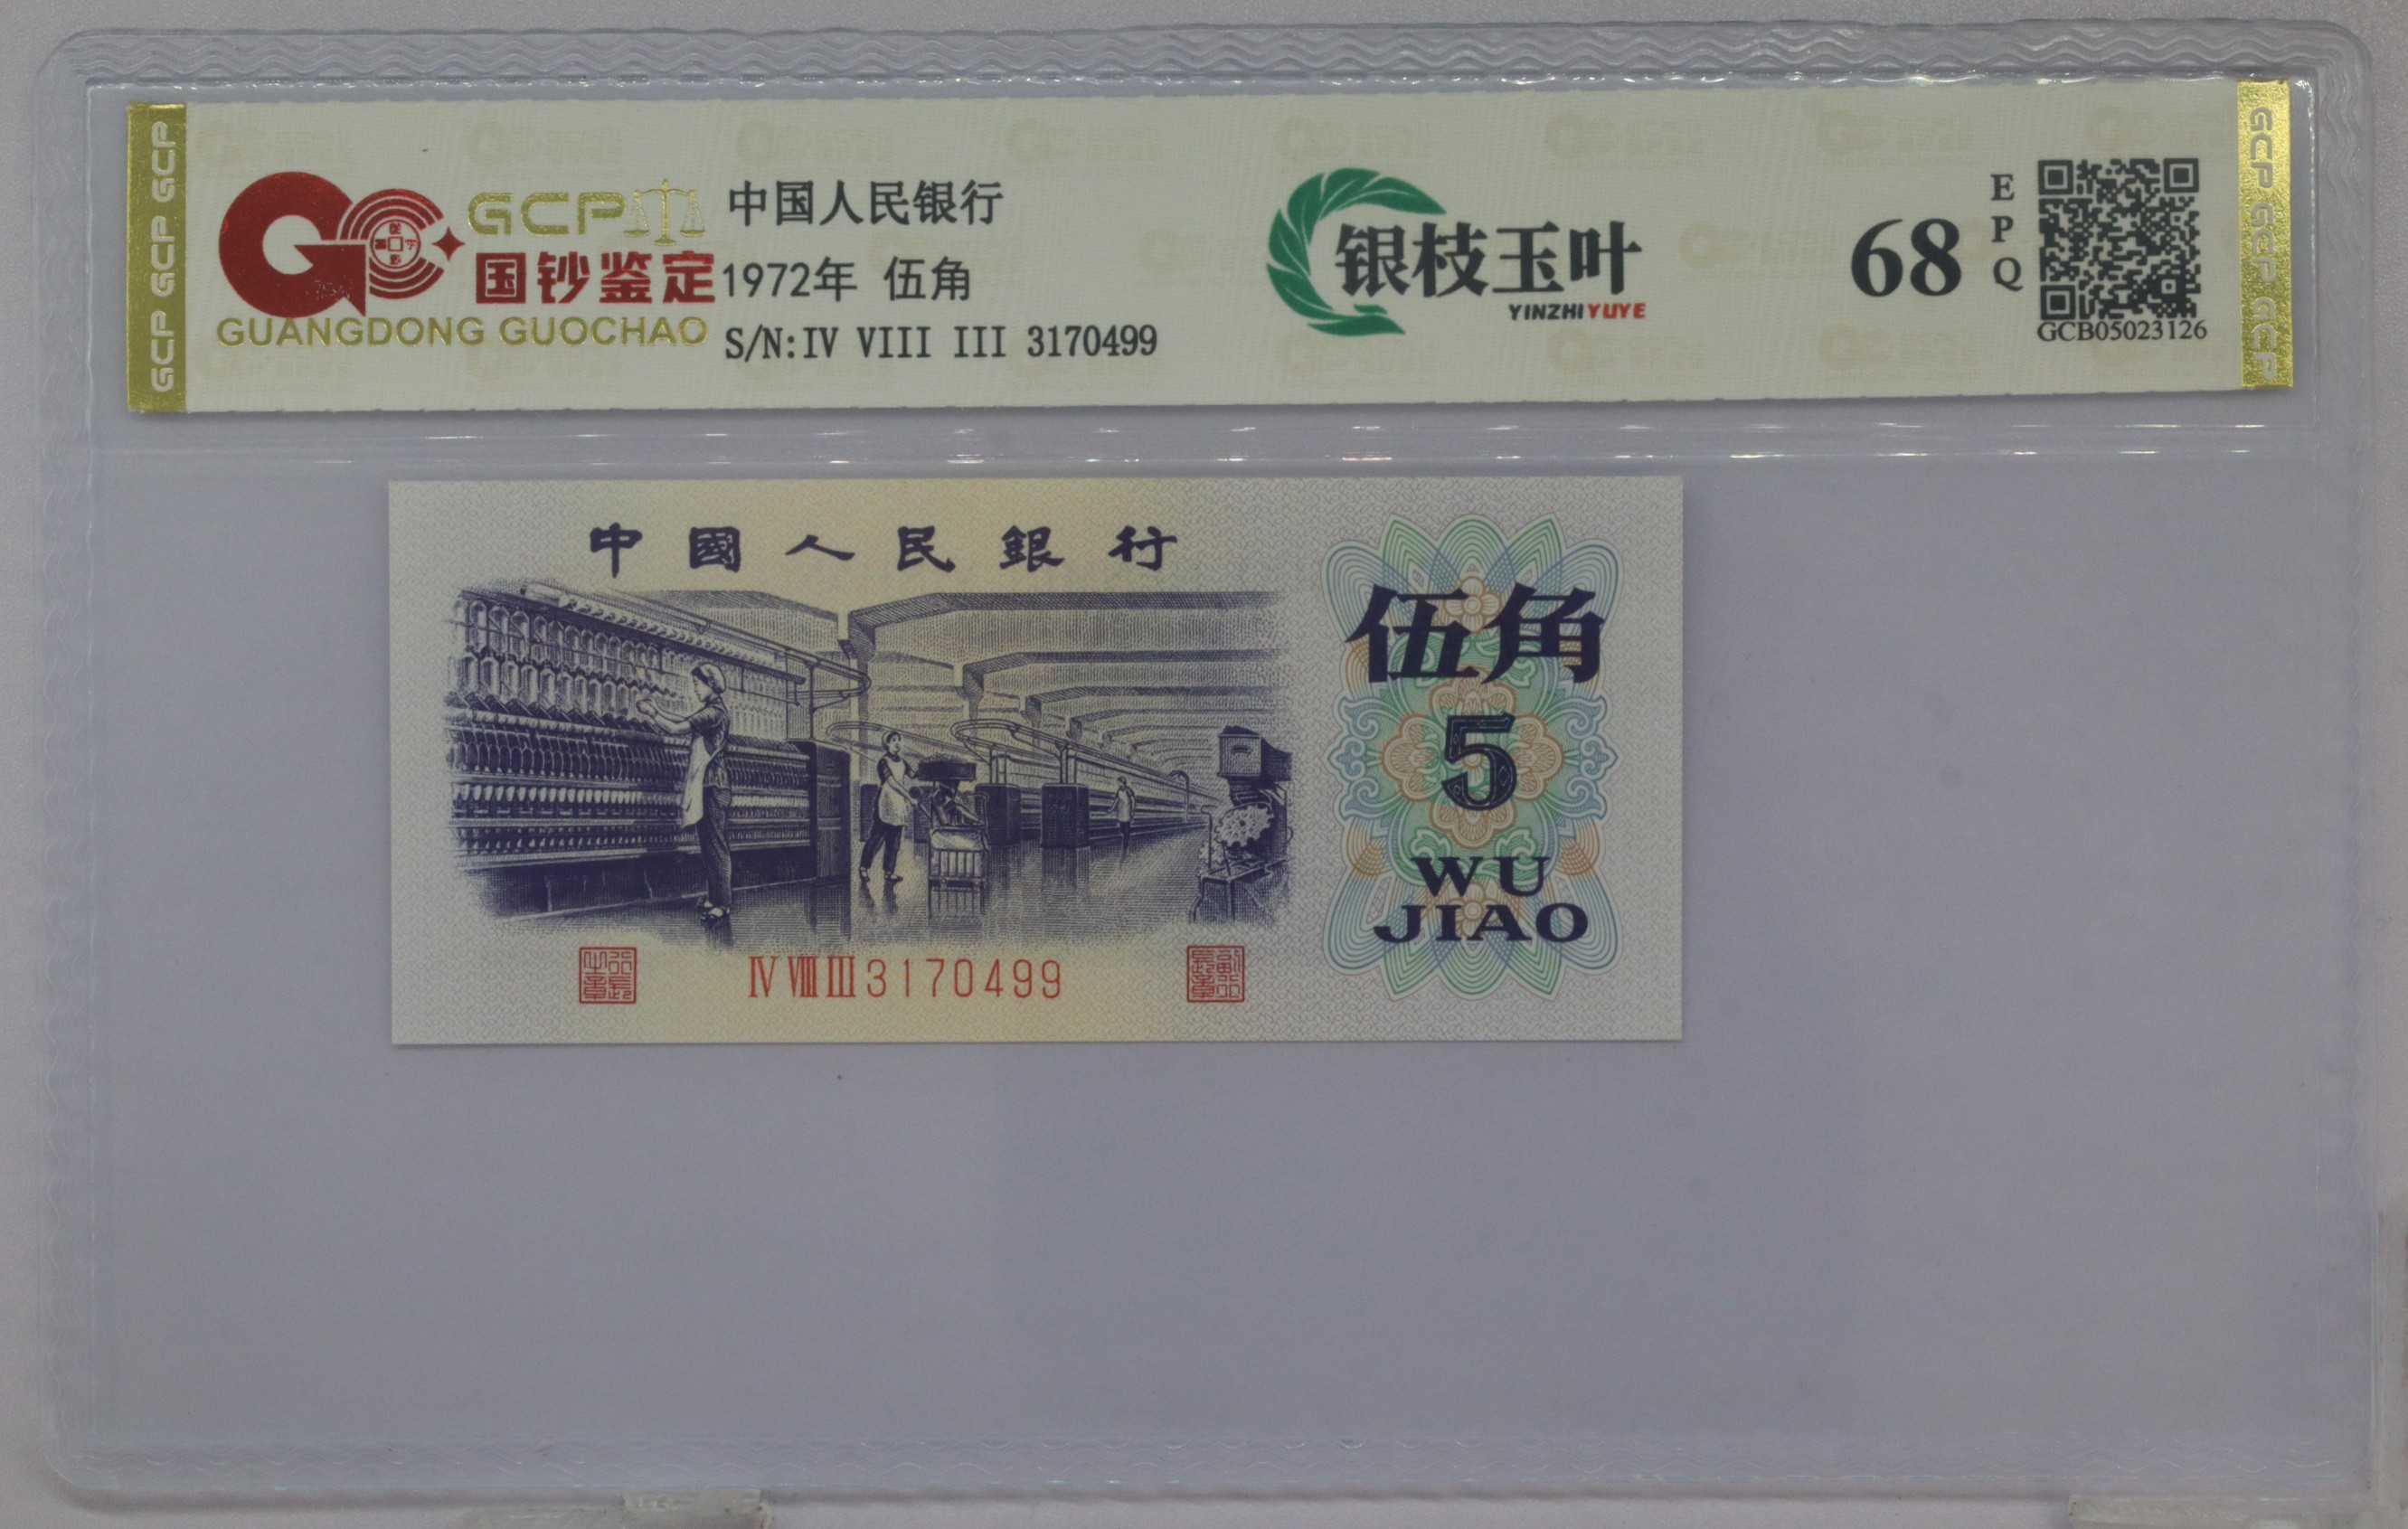 GCP GCP GCP
GCP
国钞鉴定
GUANGDONG GUOCHAO
中国人民银行
1972年 伍角
S/N:IV VIII III 3170499
银枝玉叶
YINZHIYUYE
68
EPQ
GCB05023126
GCP GCP GCP
中國人民銀行
伍角
5
WU
JIAO
IV VIII III 3170499